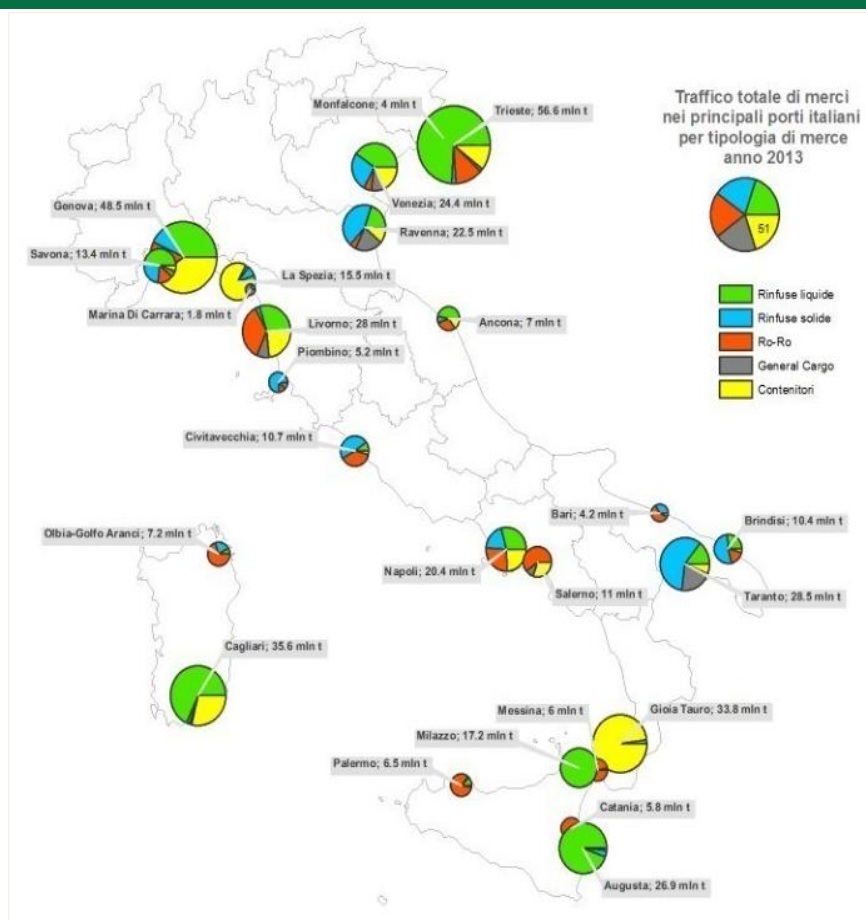 Traffico totale di merci
nei principali porti italiani
per tipologia di merce
anno 2013
51
Rinfuse liquide
Rinfuse solide
Ro-Ro
General Cargo
Contenitori
Monfalcone; 4 mln t
Trieste; 56.6 mln t
Venezia; 24.4 mln t
Genova; 48.5 mln t
Ravenna; 22.5 mln t
Savona; 13.4 mln t
La Spezia; 15.5 mln t
Marina Di Carrara; 1.8 mln t
Livorno; 28 mln t
Ancona; 7 mln t
Piombino; 5.2 mln t
Civitavecchia; 10.7 mln t
Bari; 4.2 mln t
Brindisi; 10.4 mln t
Olbia-Golfo Aranci; 7.2 mln t
Napoli; 20.4 mln t
Salerno; 11 mln t
Taranto; 28.5 mln t
Cagliari; 35.6 mln t
Messina; 6 mln t
Gioia Tauro; 33.8 mln t
Milazzo; 17.2 mln t
Palermo; 6.5 mln t
Catania; 5.8 mln t
Augusta; 26.9 mln t